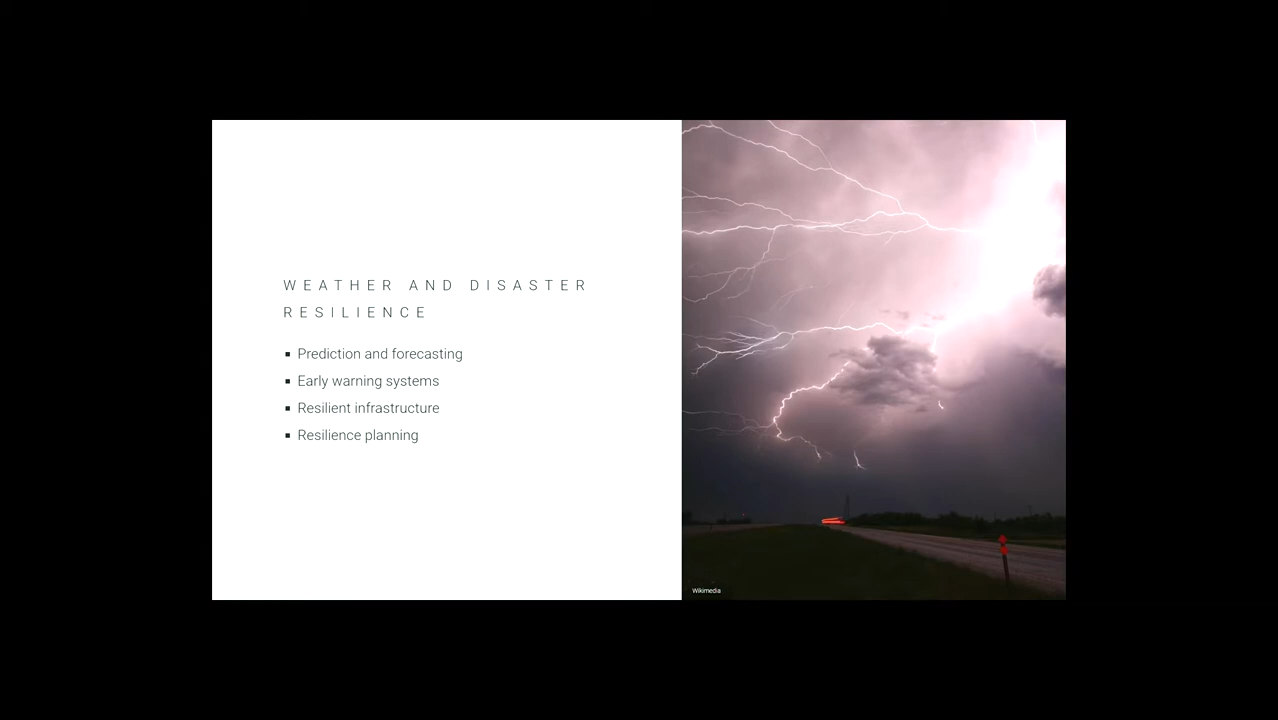 WEATHER AND DISASTER
RESILIENCE
▪ Prediction and forecasting
▪ Early warning systems
▪ Resilient infrastructure
▪ Resilience planning
Wikimedia